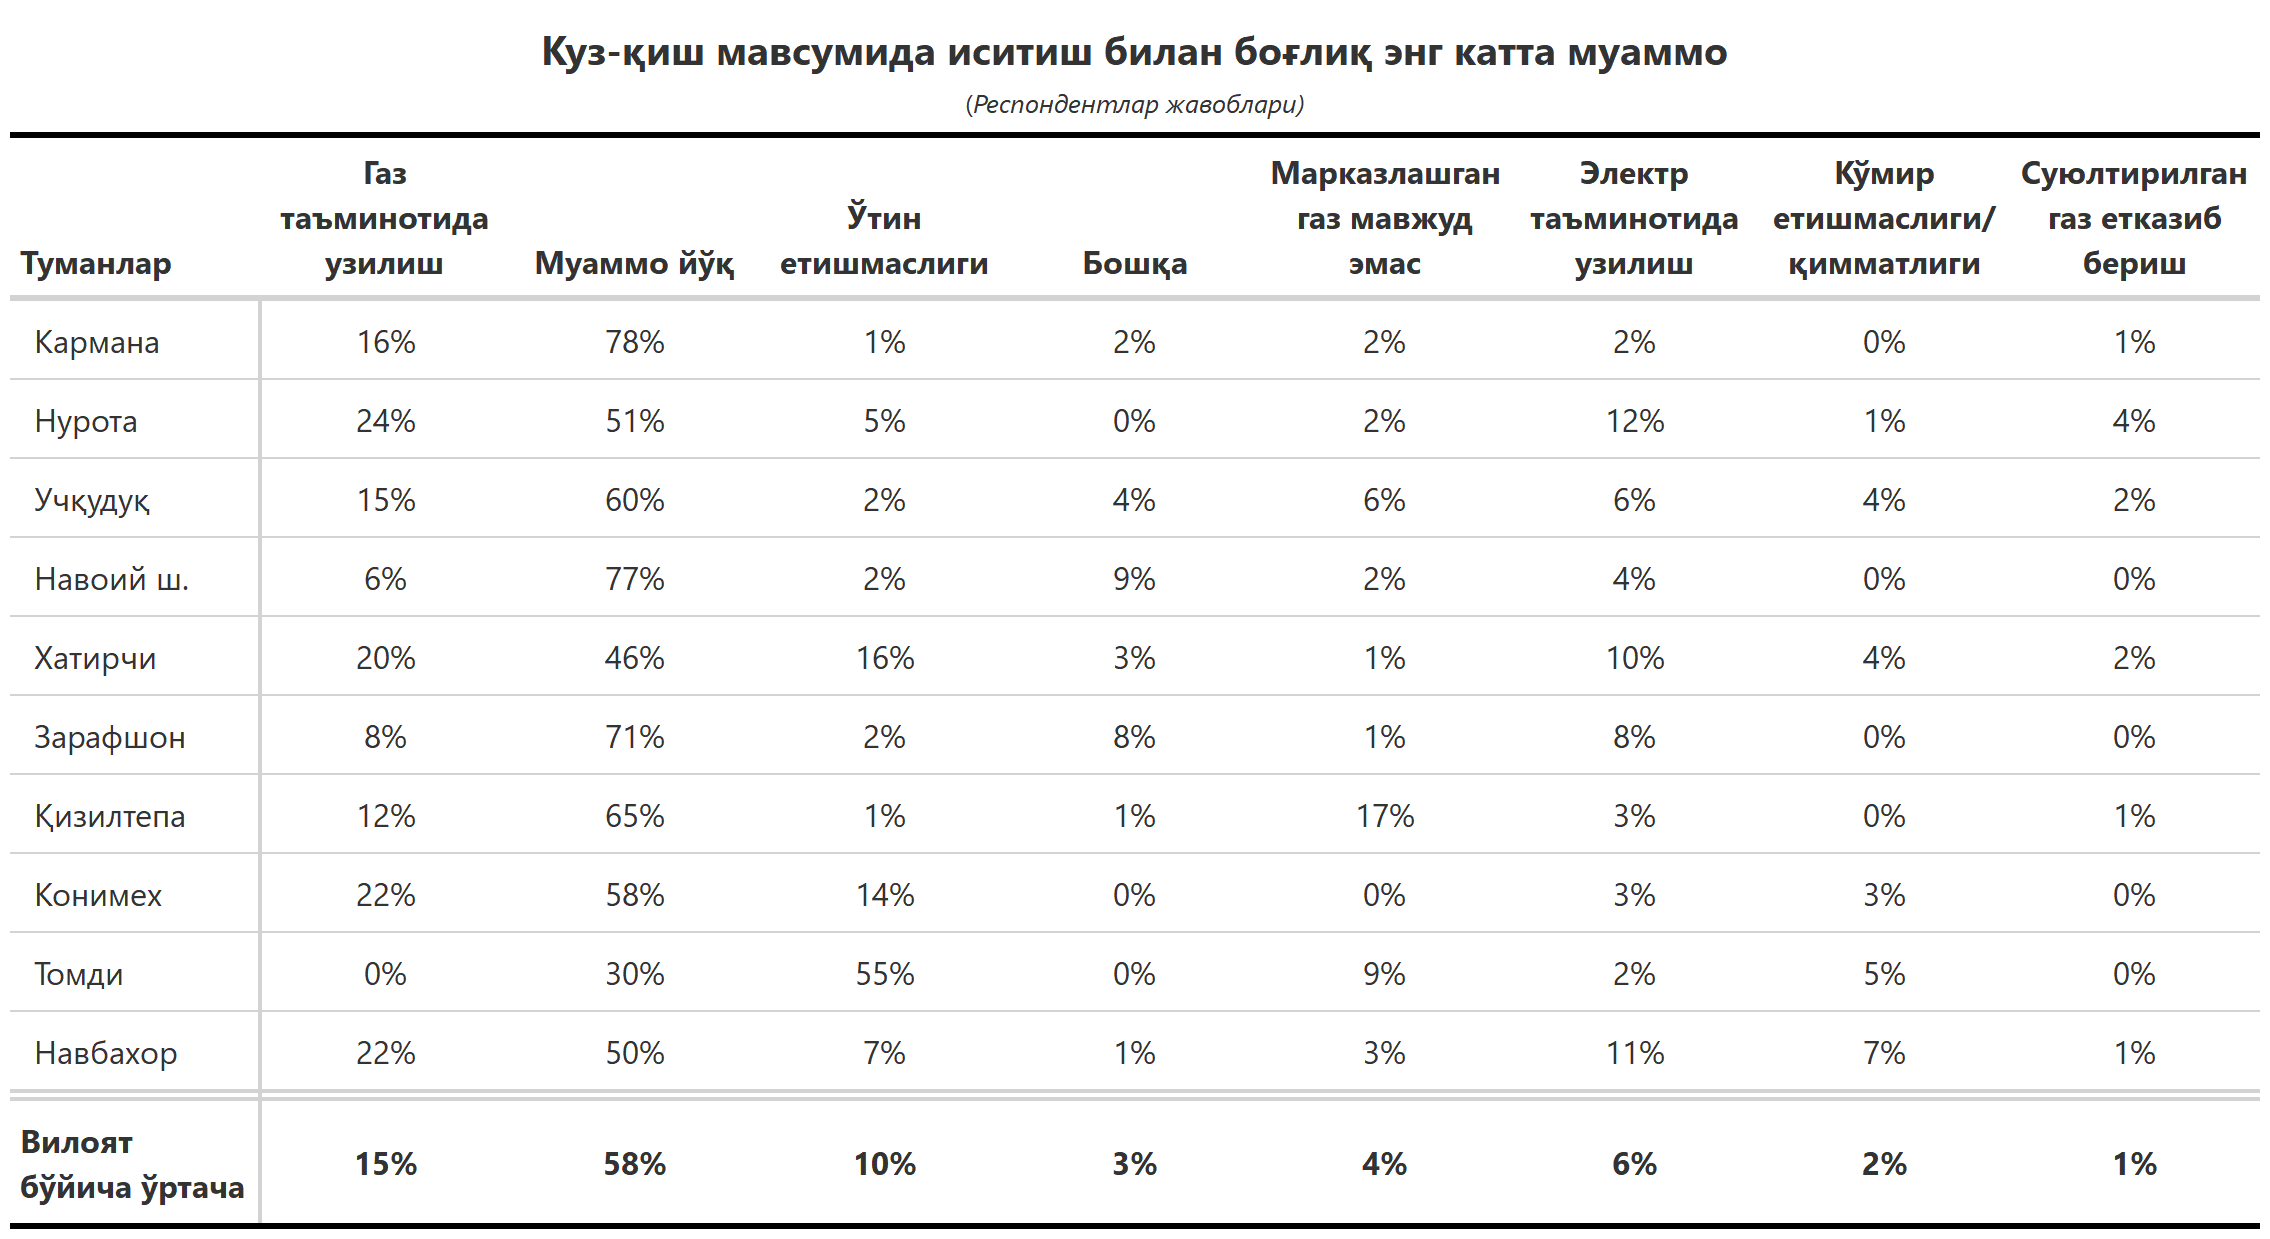 Куз-қиш мавсумида иситиш билан боғлиқ энг катта муаммо
(Респондентлар жавоблари)
Туманлар Газ таъминотида узилиш Муаммо йўқ Ўтин етишмаслиги Бошқа Марказлашган газ мавжуд эмас Электр таъминотида узилиш Кўмир етишмаслиги/ қимматлиги Суюлтирилган газ етказиб бериш
Кармана 16% 78% 1% 2% 2% 2% 0% 1%
Нурота 24% 51% 5% 0% 2% 12% 1% 4%
Учқудуқ 15% 60% 2% 4% 6% 6% 4% 2%
Навоий ш. 6% 77% 2% 9% 2% 4% 0% 0%
Хатирчи 20% 46% 16% 3% 1% 10% 4% 2%
Зарафшон 8% 71% 2% 8% 1% 8% 0% 0%
Қизилтепа 12% 65% 1% 1% 17% 3% 0% 1%
Конимех 22% 58% 14% 0% 0% 3% 3% 0%
Томди 0% 30% 55% 0% 9% 2% 5% 0%
Навбахор 22% 50% 7% 1% 3% 11% 7% 1%
Вилоят бўйича ўртача 15% 58% 10% 3% 4% 6% 2% 1%